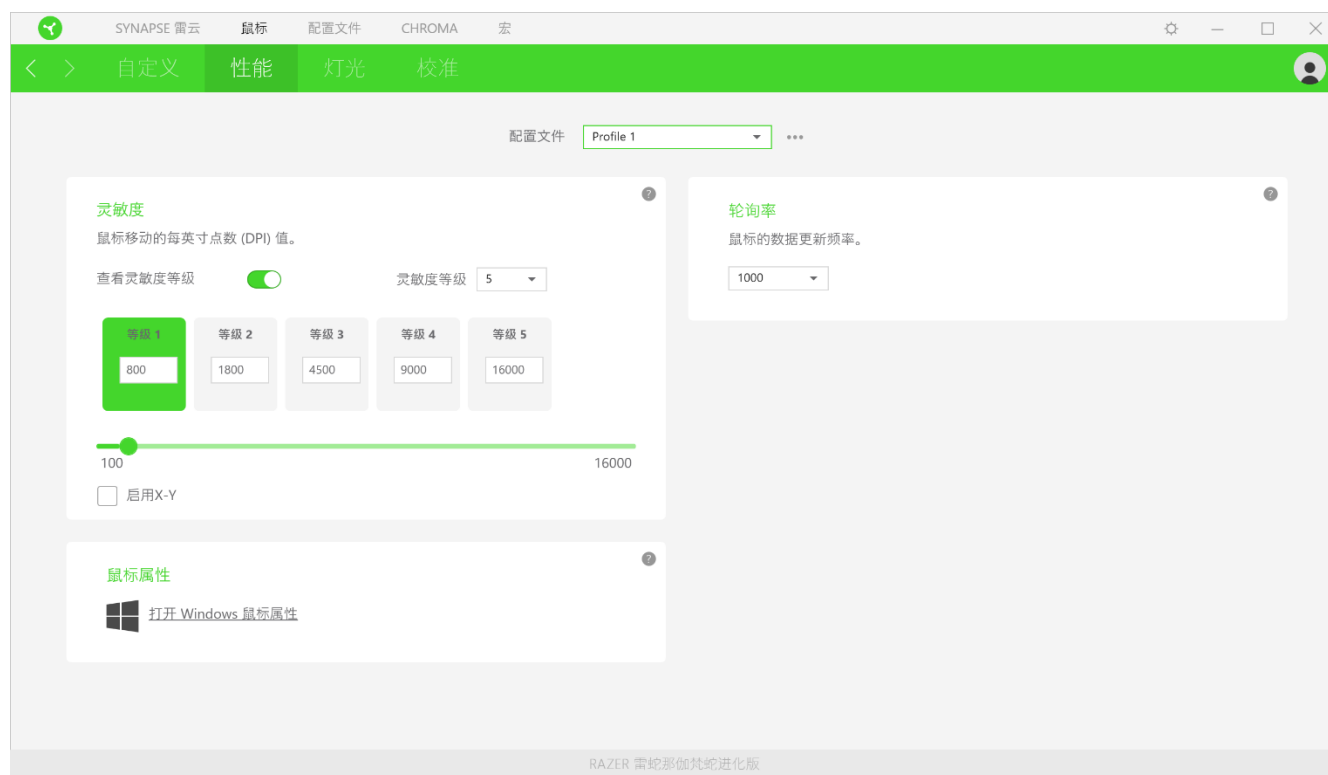 SYNAPSE 雷云 鼠标 配置文件 CHROMA 宏
自定义 性能 灯光 校准
配置文件 Profile 1
灵敏度
鼠标移动的每英寸点数 (DPI) 值。
查看灵敏度等级 灵敏度等级 5
等级 1 等级 2 等级 3 等级 4 等级 5
800 1800 4500 9000 16000
100 16000
启用X-Y
轮询率
鼠标的数据更新频率。
1000
鼠标属性
打开 Windows 鼠标属性
RAZER 雷蛇那伽梵蛇进化版